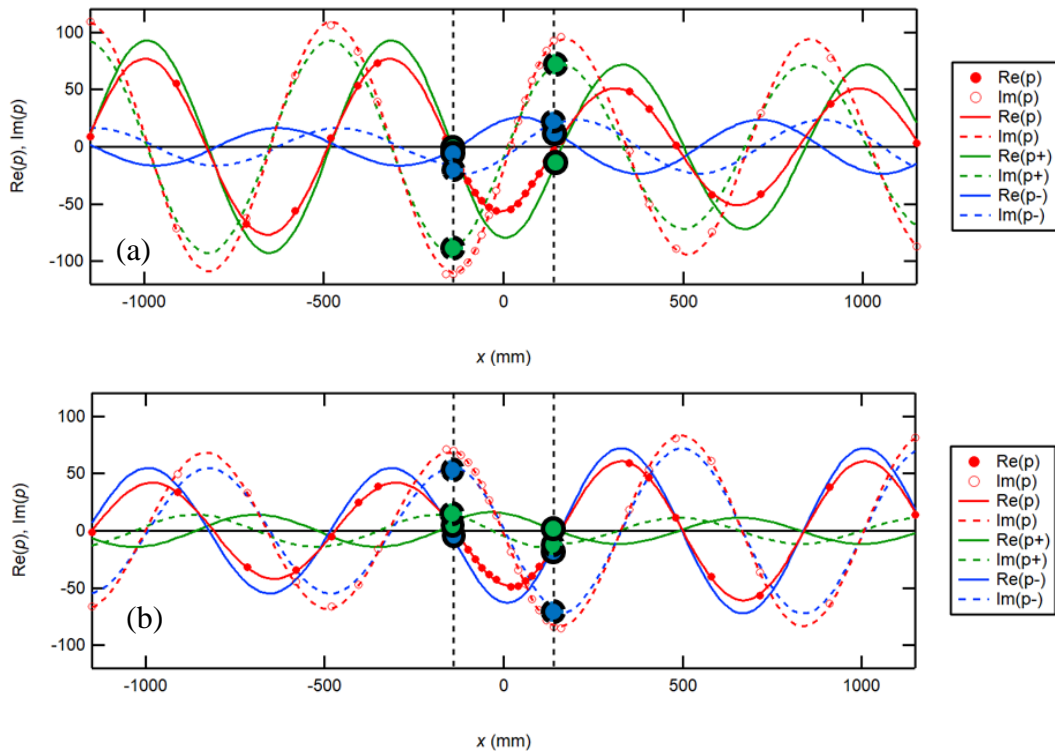 Re(p), Im(p)
100
50
0
-50
-100
(a)
-1000
-500
0
500
1000
x (mm)
Re(p)
Im(p)
Re(p)
Im(p)
Re(p+)
Im(p+)
Re(p-)
Im(p-)
Re(p), Im(p)
100
50
0
-50
-100
(b)
-1000
-500
0
500
1000
x (mm)
Re(p)
Im(p)
Re(p)
Im(p)
Re(p+)
Im(p+)
Re(p-)
Im(p-)